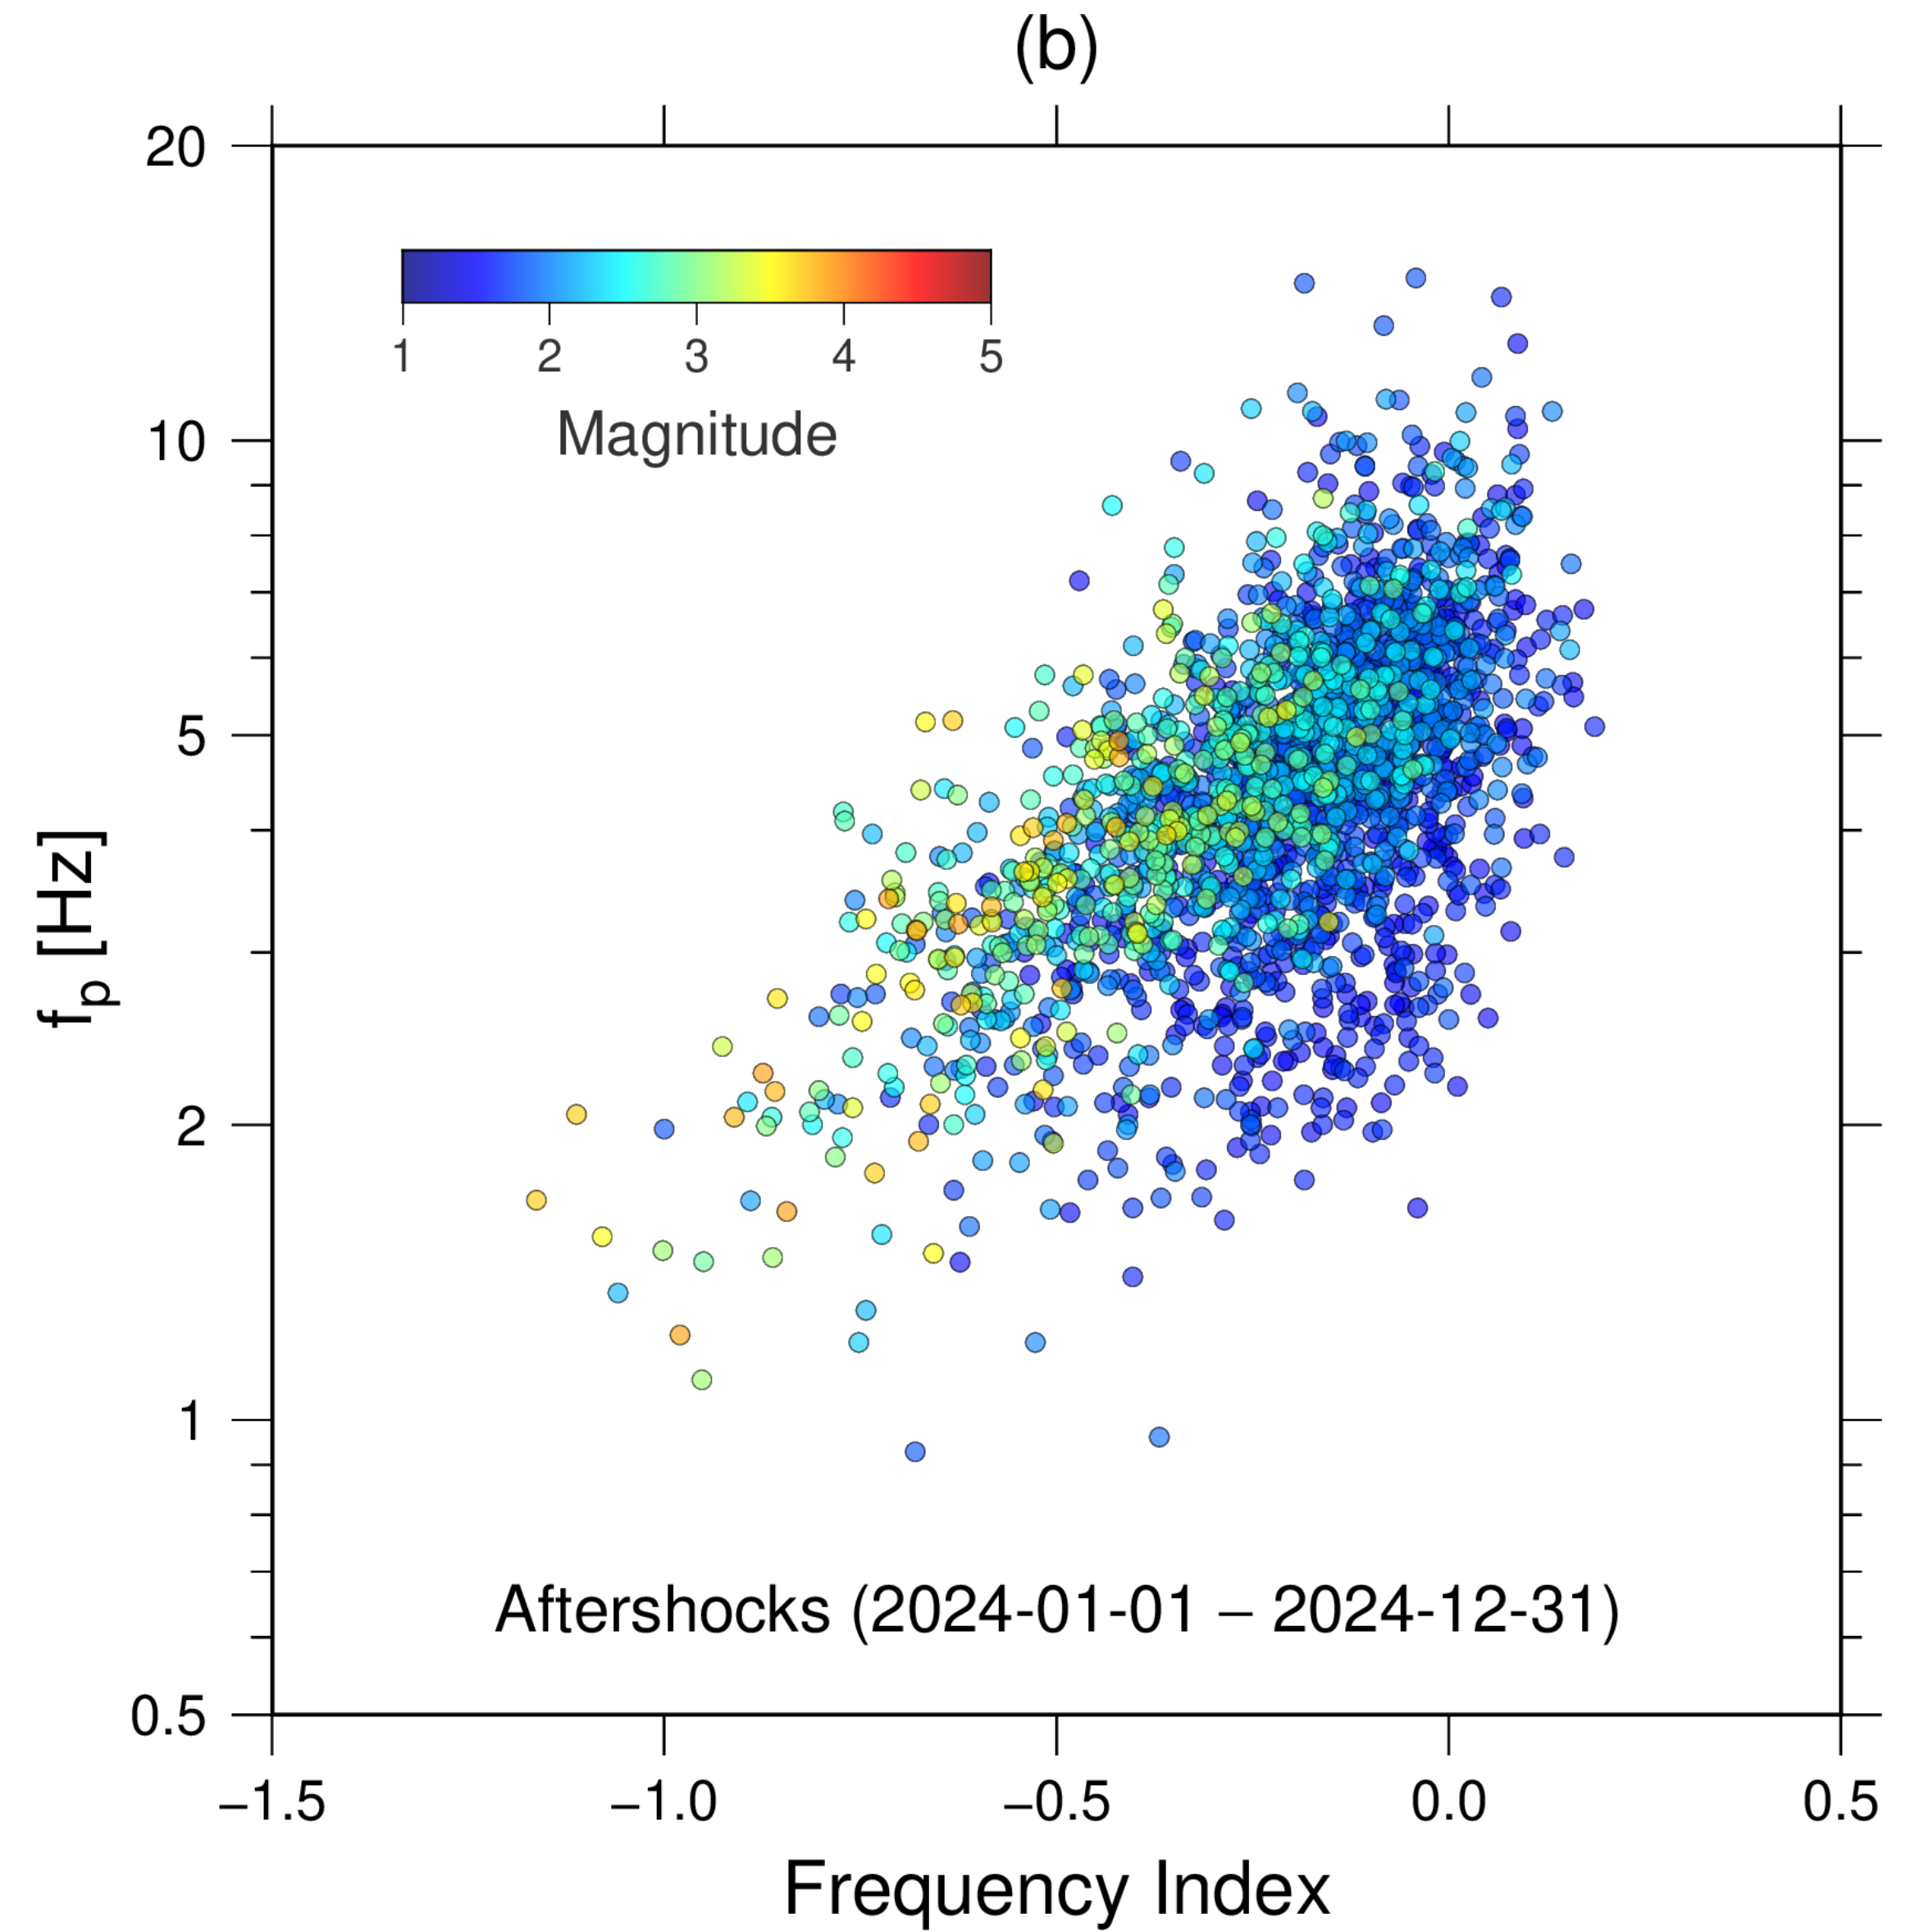 (b)
20
10
5
2
1
0.5
fp [Hz]
1 2 3 4 5
Magnitude
Aftershocks (2024-01-01 – 2024-12-31)
−1.5 −1.0 −0.5 0.0 0.5
Frequency Index